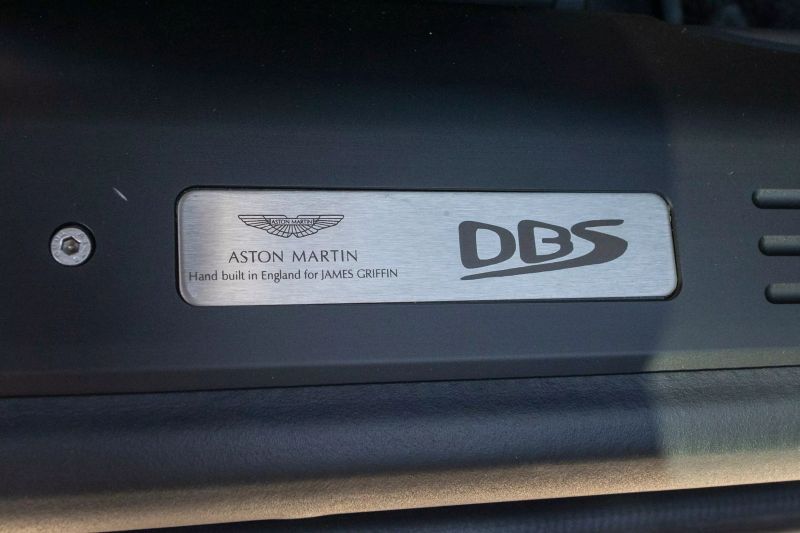 ASTON MARTIN
ASTON MARTIN
Hand built in England for JAMES GRIFFIN
DBS